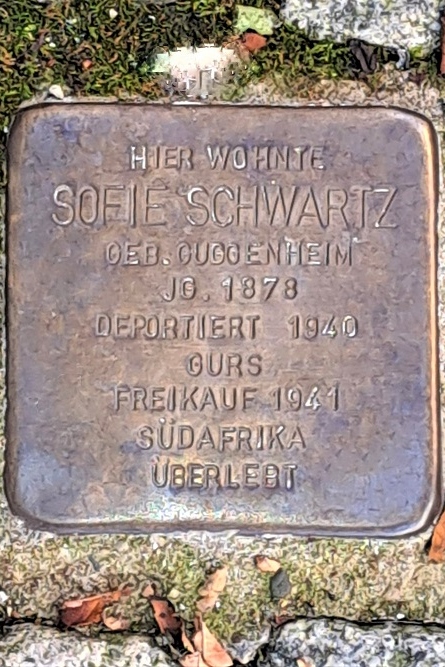 HIER WOHNTE
SOFIE SCHWARTZ
GEB. GUGGENHEIM
JG. 1878
DEPORTIERT 1940
GURS
FREIKAUF 1941
SÜDAFRIKA
ÜBERLEBT